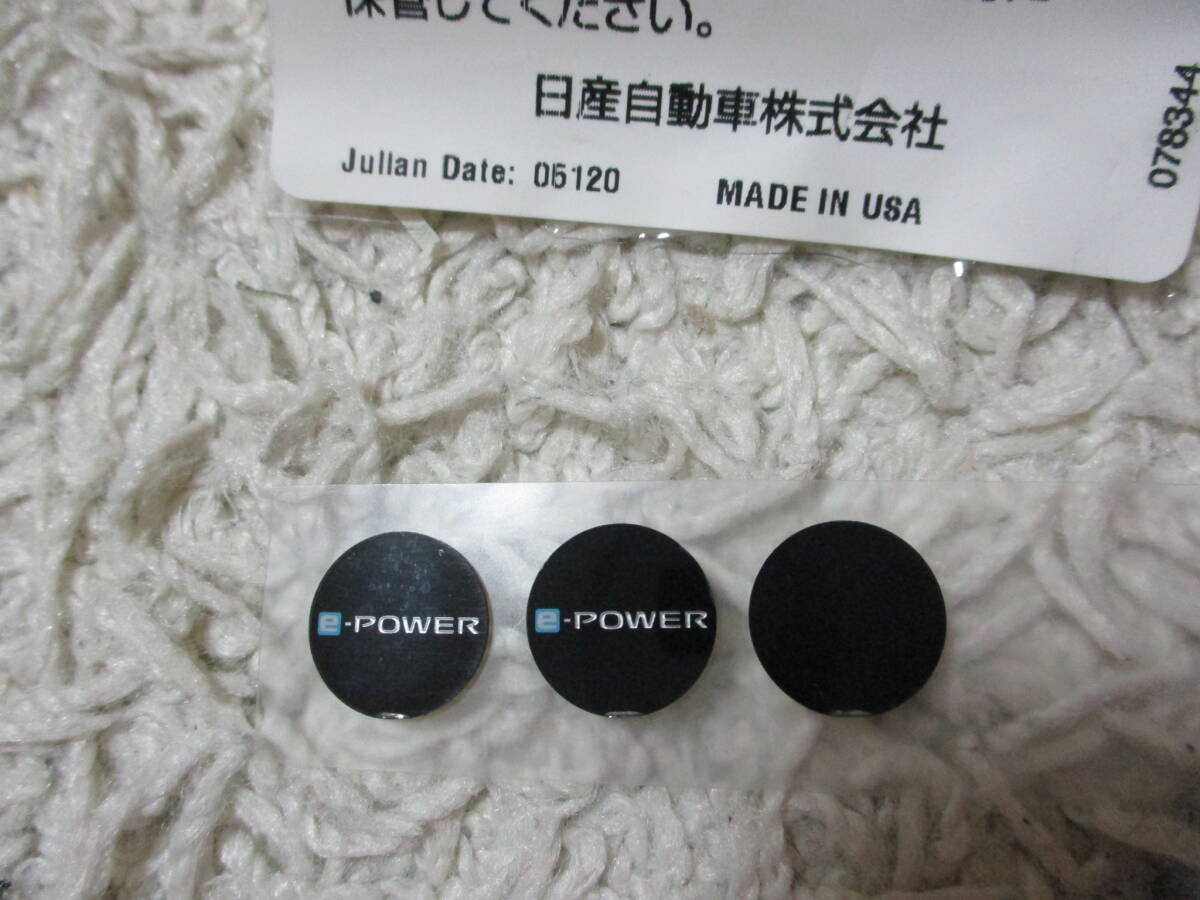 保管してください。
日産自動車株式会社
Julian Date: 05120
MADE IN USA
078344
e-POWER
e-POWER